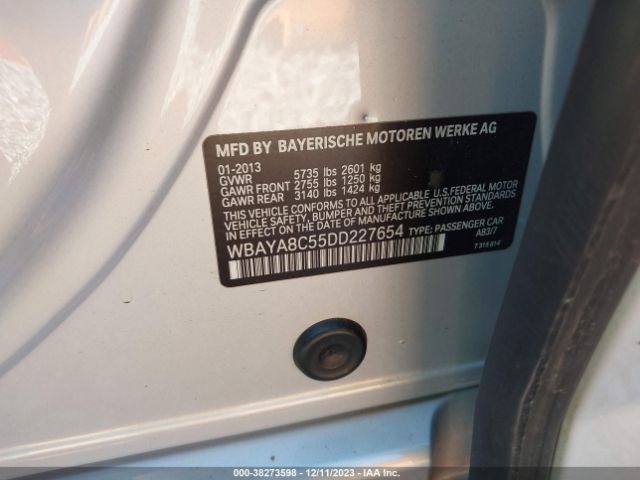 MFD BY BAYERISCHE MOTOREN WERKE AG
01-2013
GVWR 5735 lbs 2601 kg
GAWR FRONT 2755 lbs 1250 kg
GAWR REAR 3140 lbs 1424 kg
THIS VEHICLE CONFORMS TO ALL APPLICABLE U.S.FEDERAL MOTOR
VEHICLE SAFETY, BUMPER, AND THEFT PREVENTION STANDARDS
IN EFFECT ON THE DATE OF MANUFACTURE SHOWN ABOVE.
WBAYA8C55DD227654 TYPE: PASSENGER CAR
A83/7
7 315 814
000-38273598 - 12/11/2023 - IAA Inc.